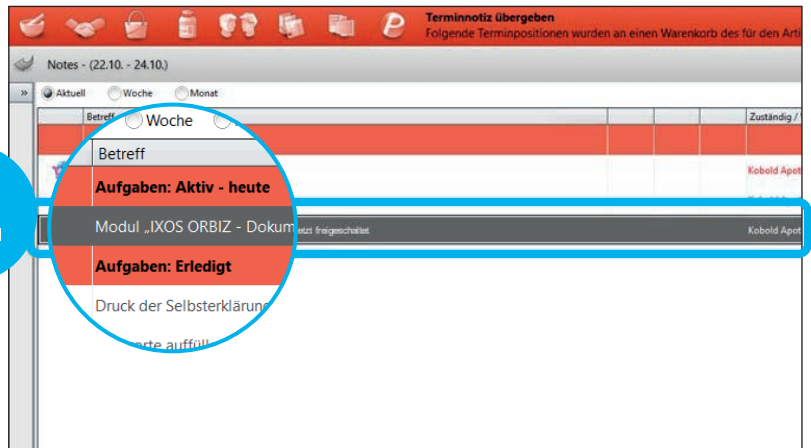 Terminnotiz übergeben
Folgende Terminpositionen wurden an einen Warenkorb des für den Arti
Notes - (22.10. - 24.10.)
» Aktuell Woche Monat
Betreff Zuständig /
Woche
Betreff
Aufgaben: Aktiv - heute
Kobold Apot
Modul „IXOS ORBIZ - Dokum etzt freigeschaltet Kobold Apot
Aufgaben: Erledigt
Druck der Selbsterklärung
auffüll